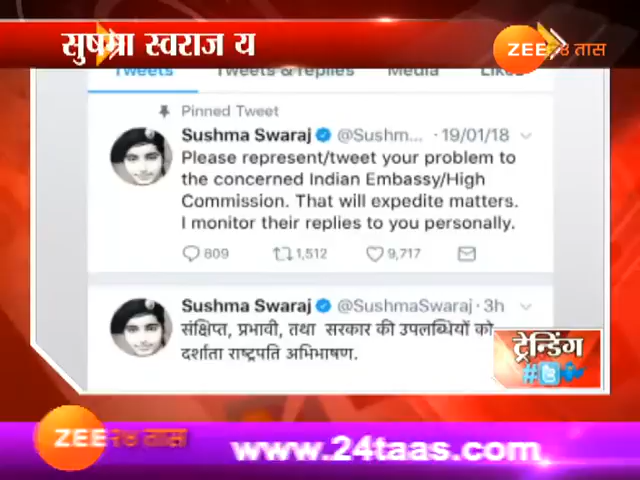 सुषमा स्वराज य
ZEE २४ तास
Tweets Tweets & replies Media Likes
Pinned Tweet
Sushma Swaraj @Sushm... · 19/01/18
Please represent/tweet your problem to
the concerned Indian Embassy/High
Commission. That will expedite matters.
I monitor their replies to you personally.
809 1,512 9,717
Sushma Swaraj @SushmaSwaraj · 3h
संक्षिप्त, प्रभावी, तथा सरकार की उपलब्धियों को
दर्शाता राष्ट्रपति अभिभाषण.
ट्रेन्डिंग
#
ZEE २४ तास
www.24taas.com